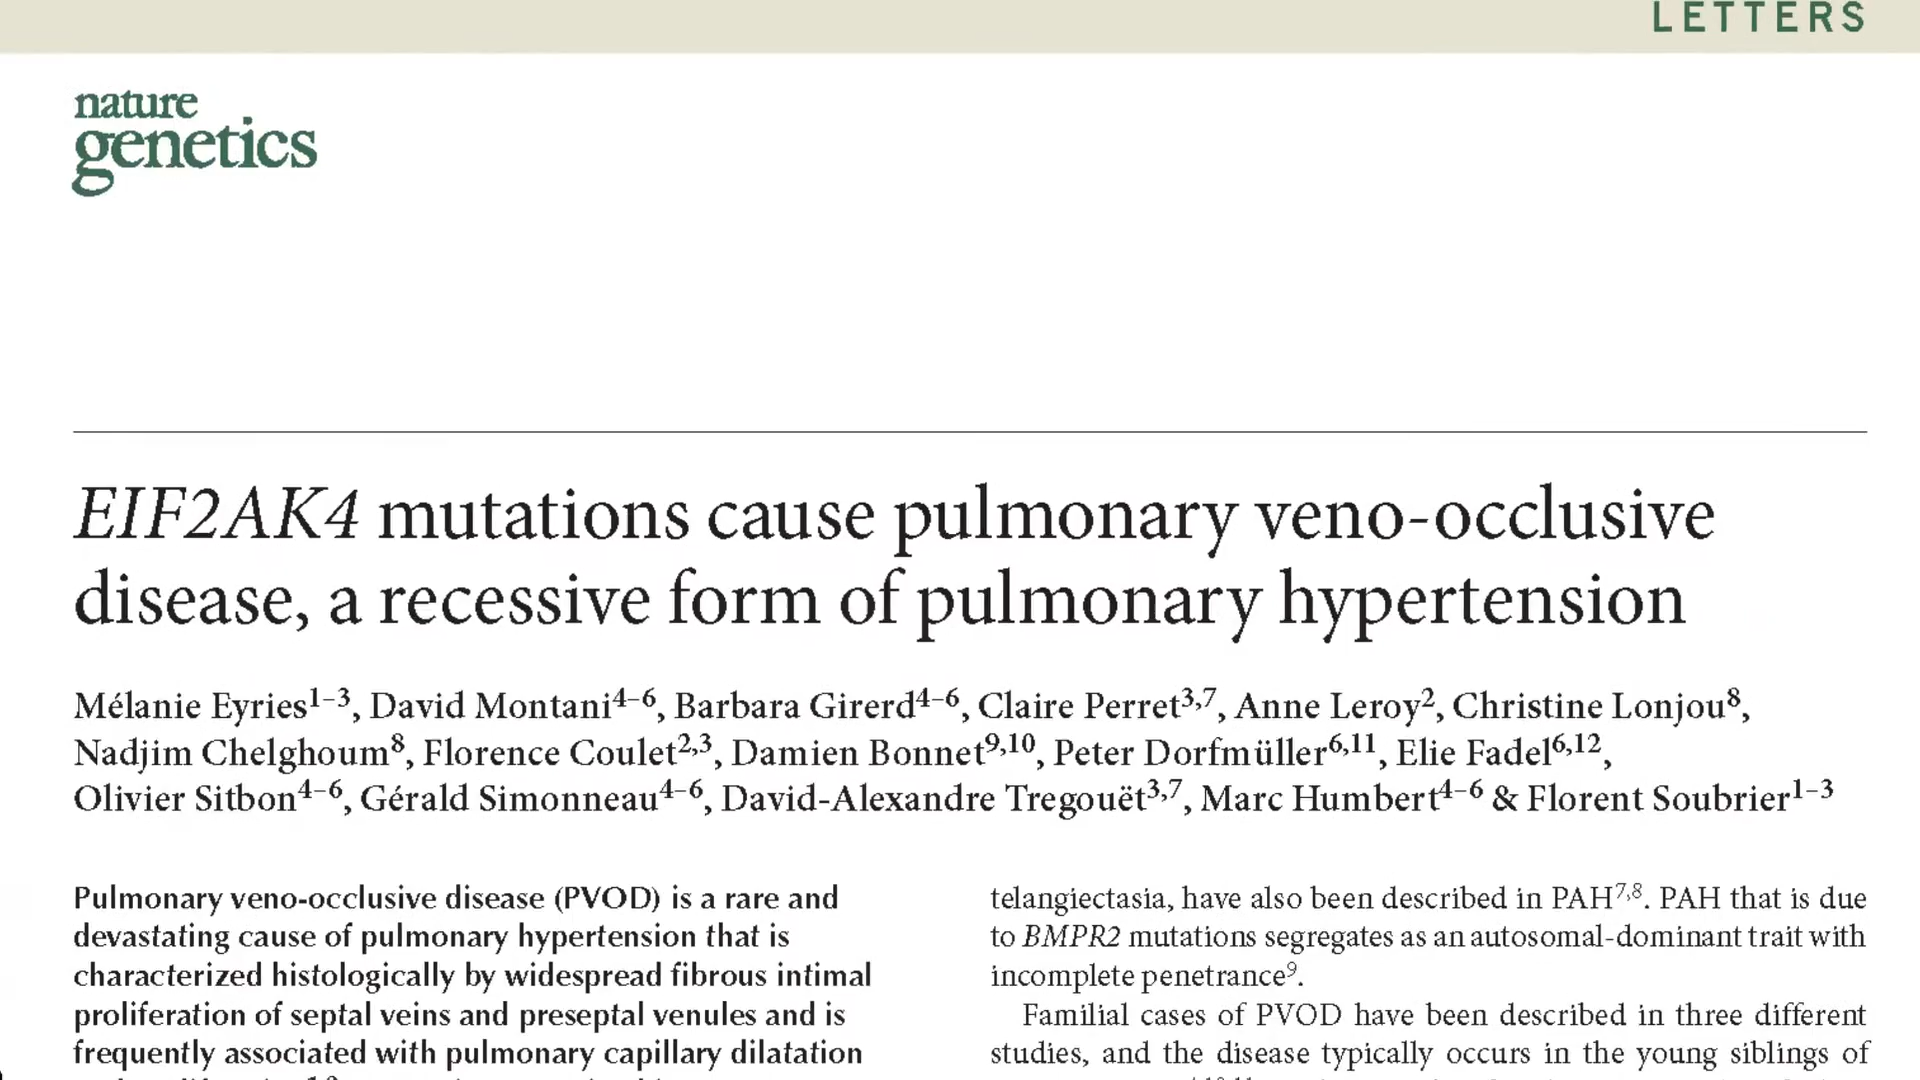 LETTERS
nature
genetics
EIF2AK4 mutations cause pulmonary veno-occlusive
disease, a recessive form of pulmonary hypertension
Mélanie Eyries1–3, David Montani4–6, Barbara Girerd4–6, Claire Perret3,7, Anne Leroy2, Christine Lonjou8,
Nadjim Chelghoum8, Florence Coulet2,3, Damien Bonnet9,10, Peter Dorfmüller6,11, Elie Fadel6,12,
Olivier Sitbon4–6, Gérald Simonneau4–6, David-Alexandre Tregouët3,7, Marc Humbert4–6 & Florent Soubrier1–3
Pulmonary veno-occlusive disease (PVOD) is a rare and
devastating cause of pulmonary hypertension that is
characterized histologically by widespread fibrous intimal
proliferation of septal veins and preseptal venules and is
frequently associated with pulmonary capillary dilatation
telangiectasia, have also been described in PAH7,8. PAH that is due
to BMPR2 mutations segregates as an autosomal-dominant trait with
incomplete penetrance9.
Familial cases of PVOD have been described in three different
studies, and the disease typically occurs in the young siblings of